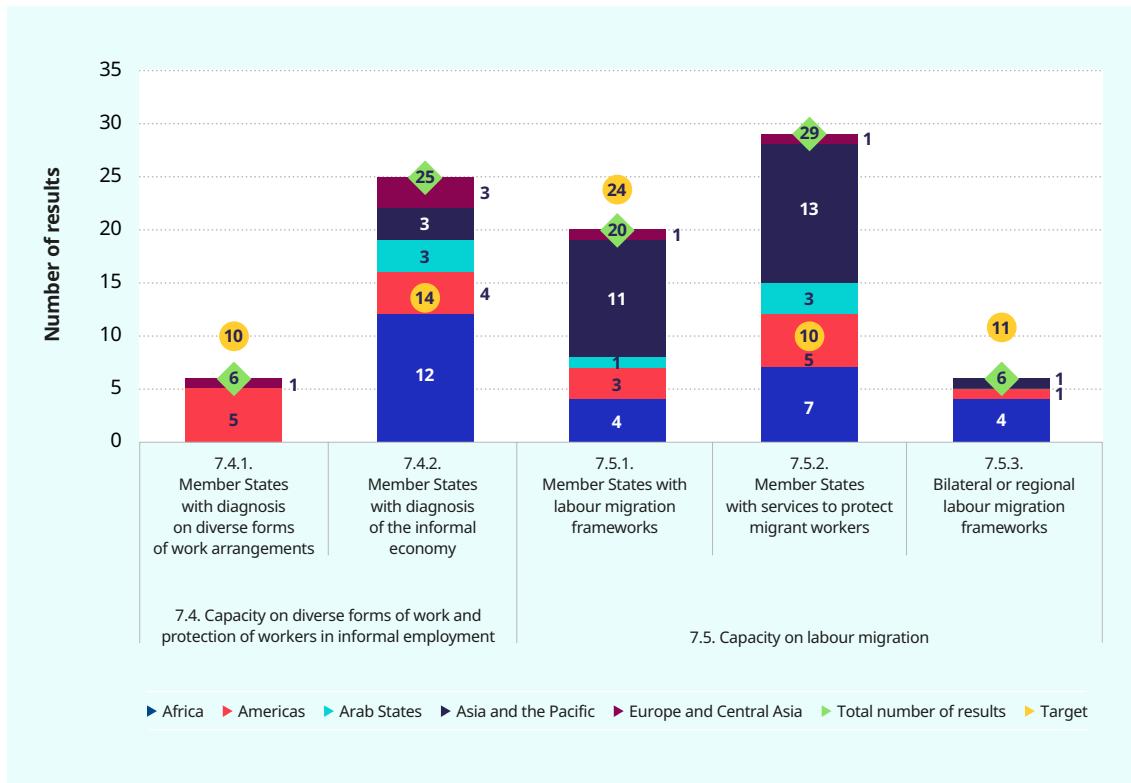 Number of results
35
30
25
20
15
10
5
0
10
6
1
5
25
3
3
3
14
4
12
24
20
1
11
1
3
4
29
1
13
3
10
5
7
11
6
1
1
4
7.4.1.
Member States
with diagnosis
on diverse forms
of work arrangements
7.4.2.
Member States
with diagnosis
of the informal
economy
7.5.1.
Member States with
labour migration
frameworks
7.5.2.
Member States
with services to protect
migrant workers
7.5.3.
Bilateral or regional
labour migration
frameworks
7.4. Capacity on diverse forms of work and
protection of workers in informal employment
7.5. Capacity on labour migration
Africa Americas Arab States Asia and the Pacific Europe and Central Asia Total number of results Target